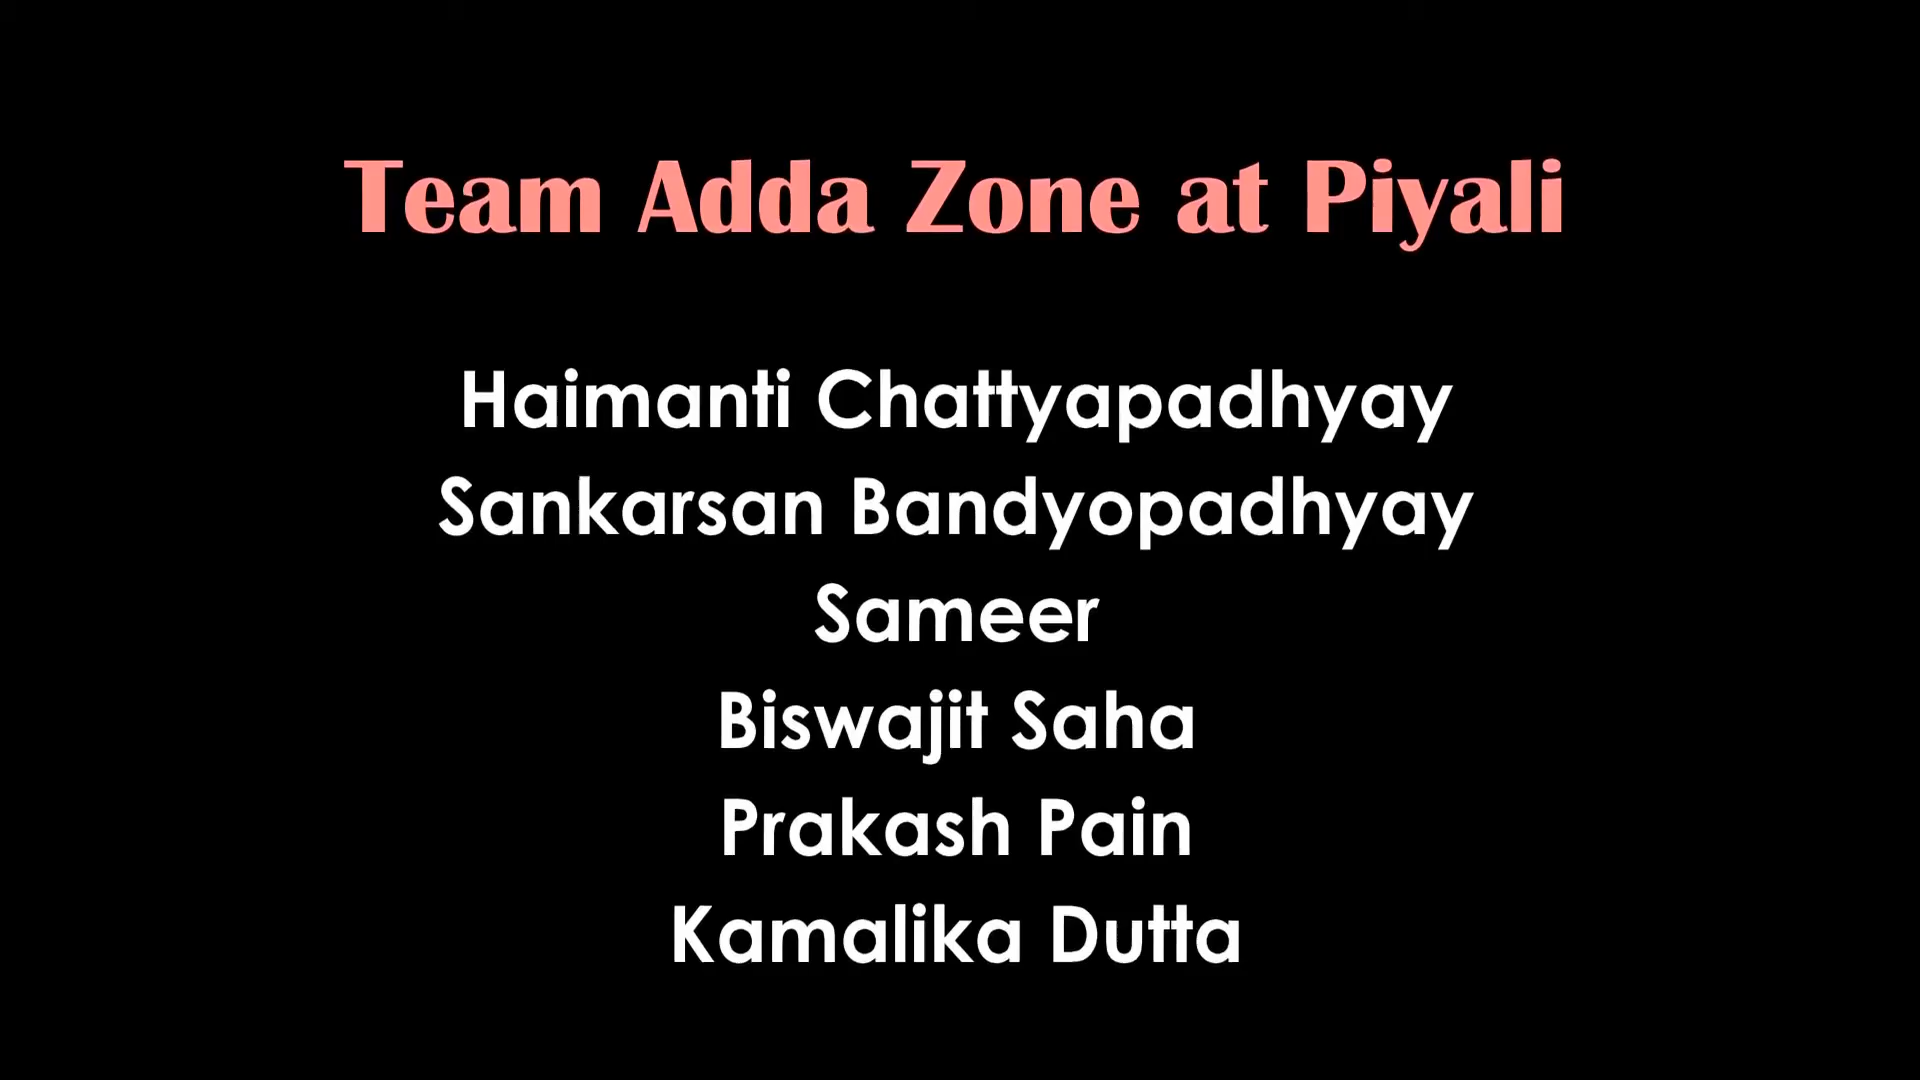 Team Adda Zone at Piyali
Haimanti Chattyapadhyay
Sankarsan Bandyopadhyay
Sameer
Biswajit Saha
Prakash Pain
Kamalika Dutta